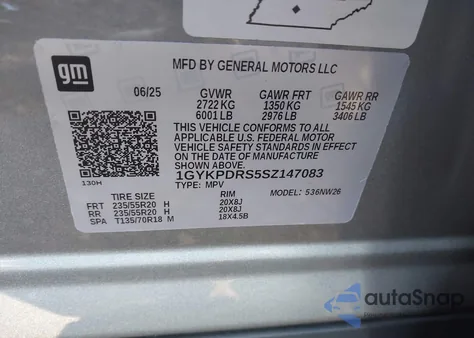 gm
MFD BY GENERAL MOTORS LLC
06/25 GVWR GAWR FRT GAWR RR
2722 KG 1350 KG 1545 KG
6001 LB 2976 LB 3406 LB
THIS VEHICLE CONFORMS TO ALL
APPLICABLE U.S. FEDERAL MOTOR
VEHICLE SAFETY STANDARDS IN EFFECT
ON THE DATE OF MANUFACTURE SHOWN ABOVE.
1GYKPDRS5SZ147083
130H TYPE: MPV MODEL: 536NW26
TIRE SIZE RIM
FRT 235/55R20 H 20X8J
RR 235/55R20 H 20X8J
SPA T135/70R18 M 18X4.5B
autoSnap